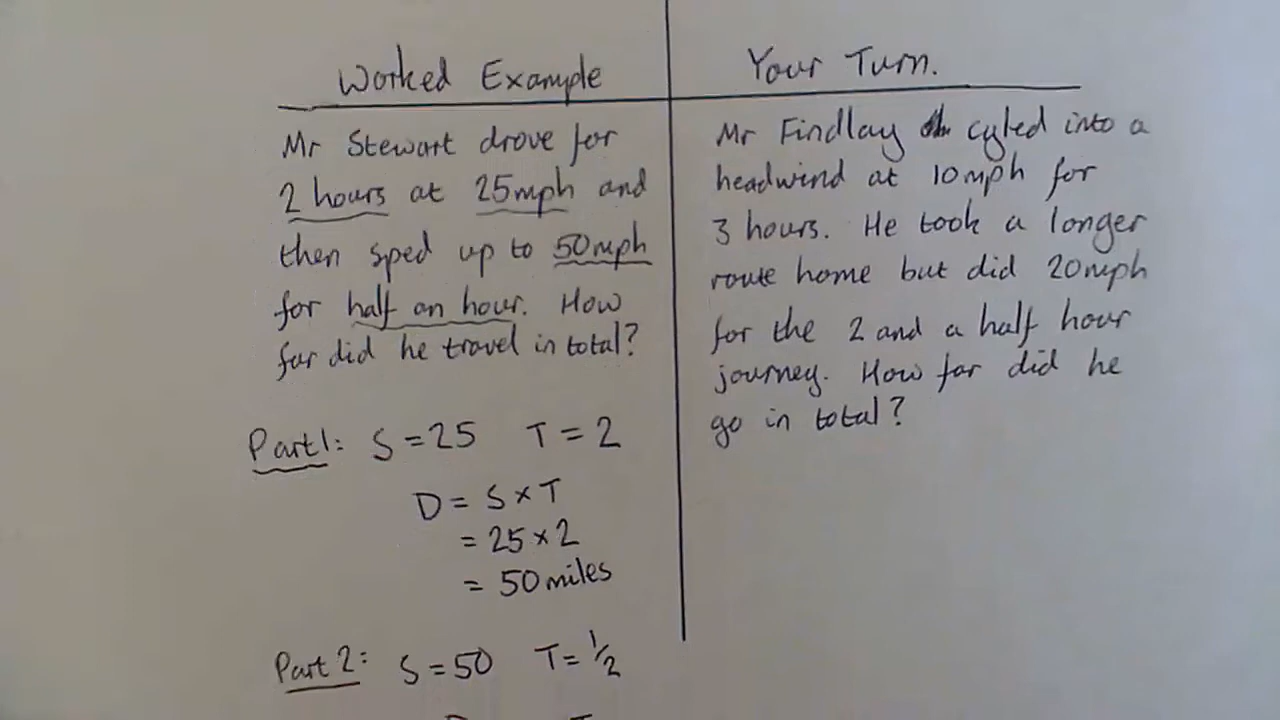 Worked Example
Mr Stewart drove for
2 hours at 25mph and
then sped up to 50mph
for half an hour. How
far did he travel in total?
Part 1: S = 25 T = 2
D = S × T
= 25 × 2
= 50 miles
Part 2: S = 50 T = 1/2
Your Turn.
Mr Findlay cycled into a
headwind at 10mph for
3 hours. He took a longer
route home but did 20mph
for the 2 and a half hour
journey. How far did he
go in total?